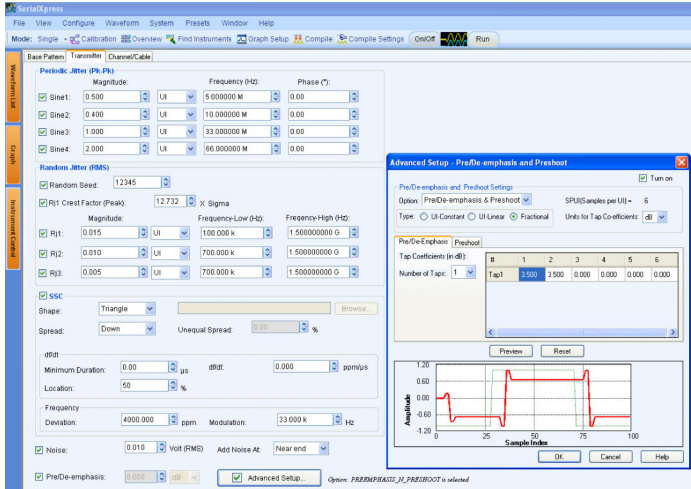 SerialXpress
File View Configure Waveform System Presets Window Help
Mode: Single Calibration Overview Find Instruments Graph Setup Compile Compile Settings On/Off Run
Base Pattern Transmitter Channel/Cable
Waveform List
Graph
Instrument Control
Periodic Jitter (Pk-Pk)
Magnitude: Frequency (Hz): Phase (°):
Sine1: 0.500 UI 5.000000 M 0.00
Sine2: 0.400 UI 10.000000 M 0.00
Sine3: 1.000 UI 33.000000 M 0.00
Sine4: 2.000 UI 66.000000 M 0.00
Random Jitter (RMS)
Random Seed: 12345
Rj1 Crest Factor (Peak): 12.732 X Sigma
Magnitude: Frequency-Low (Hz): Freqency-High (Hz):
Rj1: 0.015 UI 100.000 k 1.500000000 G
Rj2: 0.010 UI 700.000 k 1.500000000 G
Rj3: 0.005 UI 700.000 k 1.500000000 G
SSC
Shape: Triangle Browse...
Spread: Down Unequal Spread: 0.00 %
df/dt
Minimum Duration: 0.00 µs df/dt: 0.000 ppm/µs
Location: 50 %
Frequency
Deviation: 4000.000 ppm Modulation: 33.000 k Hz
Noise: 0.010 Volt (RMS) Add Noise At: Near end
Pre/De-emphasis: 0.000 dB Advanced Setup... Option: PREEMPHASIS_N_PRESHOOT is selected
Advanced Setup - Pre/De-emphasis and Preshoot
Turn on
Pre/De-emphasis and Preshoot Settings
Option: Pre/De-emphasis & Preshoot SPUI(Samples per UI) = 6
Type: UI-Constant UI-Linear Fractional Units for Tap Co-efficients: dB
Pre/De-Emphasis Preshoot
Tap Coefficients (in dB):
Number of Taps: 1
# 1 2 3 4 5 6
Tap1 3.500 3.500 0.000 0.000 0.000 0.000
Preview Reset
1.20
0.60
0.00
-0.60
-1.20
Amplitude
0 25 50 75 100
Sample Index
OK Cancel Help